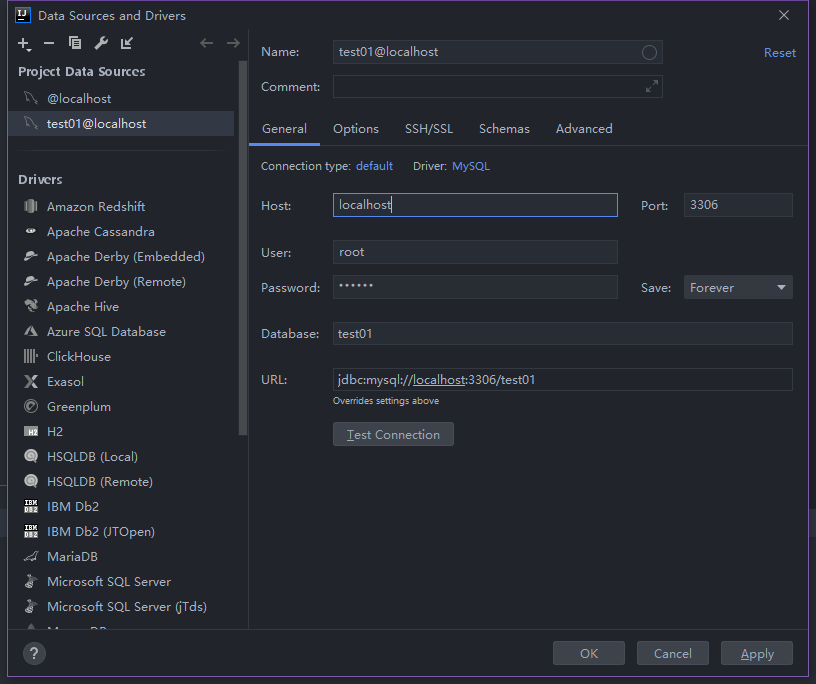 Data Sources and Drivers
Project Data Sources
@localhost
test01@localhost
Drivers
Amazon Redshift
Apache Cassandra
Apache Derby (Embedded)
Apache Derby (Remote)
Apache Hive
Azure SQL Database
ClickHouse
Exasol
Greenplum
H2
HSQLDB (Local)
HSQLDB (Remote)
IBM Db2
IBM Db2 (JTOpen)
MariaDB
Microsoft SQL Server
Microsoft SQL Server (jTds)
Name: test01@localhost Reset
Comment:
General Options SSH/SSL Schemas Advanced
Connection type: default Driver: MySQL
Host: localhost Port: 3306
User: root
Password: •••••• Save: Forever
Database: test01
URL: jdbc:mysql://localhost:3306/test01
Overrides settings above
Test Connection
? OK Cancel Apply